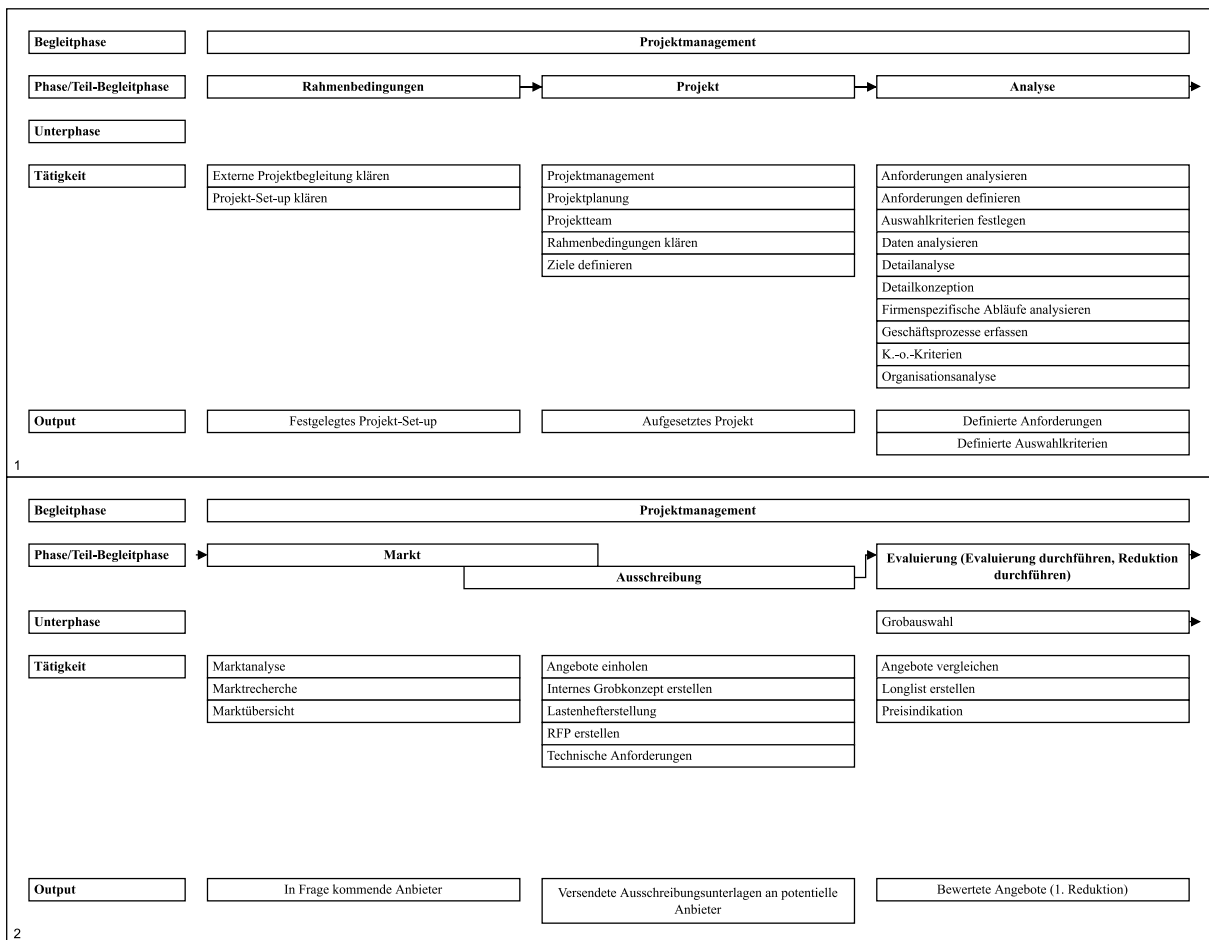 Begleitphase
Projektmanagement
Phase/Teil-Begleitphase
Rahmenbedingungen
Projekt
Analyse
Unterphase
Tätigkeit
Externe Projektbegleitung klären
Projekt-Set-up klären
Projektmanagement
Projektplanung
Projektteam
Rahmenbedingungen klären
Ziele definieren
Anforderungen analysieren
Anforderungen definieren
Auswahlkriterien festlegen
Daten analysieren
Detailanalyse
Detailkonzeption
Firmenspezifische Abläufe analysieren
Geschäftsprozesse erfassen
K.-o.-Kriterien
Organisationsanalyse
Output
Festgelegtes Projekt-Set-up
Aufgesetztes Projekt
Definierte Anforderungen
Definierte Auswahlkriterien
1
Begleitphase
Projektmanagement
Phase/Teil-Begleitphase
Markt
Ausschreibung
Evaluierung (Evaluierung durchführen, Reduktion
durchführen)
Unterphase
Grobauswahl
Tätigkeit
Marktanalyse
Marktrecherche
Marktübersicht
Angebote einholen
Internes Grobkonzept erstellen
Lastenhefterstellung
RFP erstellen
Technische Anforderungen
Angebote vergleichen
Longlist erstellen
Preisindikation
Output
In Frage kommende Anbieter
Versendete Ausschreibungsunterlagen an potentielle
Anbieter
Bewertete Angebote (1. Reduktion)
2